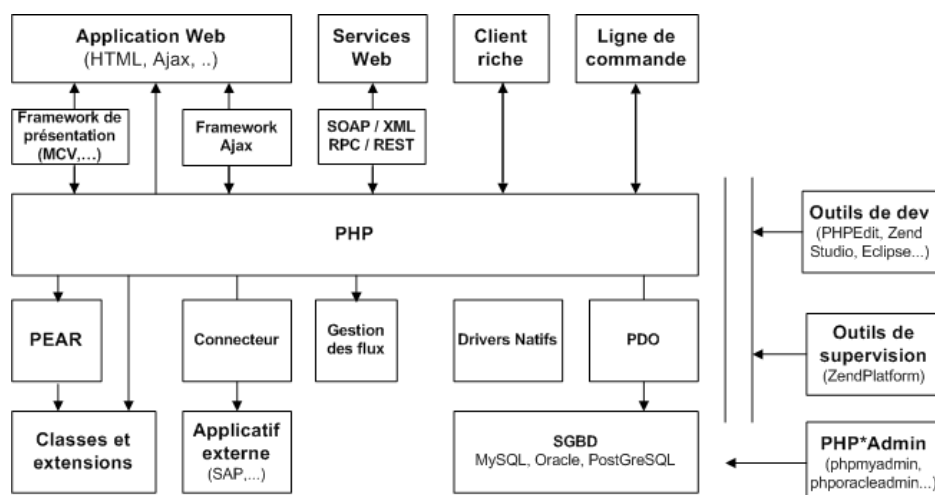 Application Web
(HTML, Ajax, ..)
Services
Web
Client
riche
Ligne de
commande
Framework de
présentation
(MCV,...)
Framework
Ajax
SOAP / XML
RPC / REST
PHP
Outils de dev
(PHPEdit, Zend
Studio, Eclipse...)
PEAR
Connecteur
Gestion
des flux
Drivers Natifs
PDO
Outils de
supervision
(ZendPlatform)
Classes et
extensions
Applicatif
externe
(SAP,...)
SGBD
MySQL, Oracle, PostGreSQL
PHP*Admin
(phpmyadmin,
phporacleadmin...)